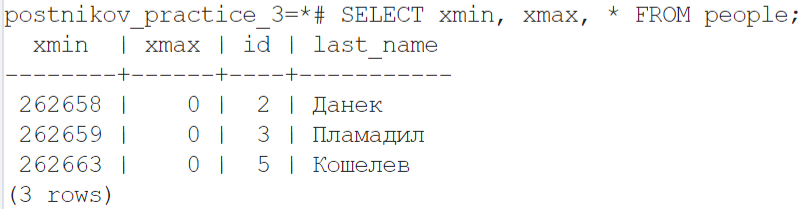 postnikov_practice_3=*# SELECT xmin, xmax, * FROM people;
  xmin  | xmax | id | last_name
--------+------+----+-----------
 262658 |    0 |  2 | Данек
 262659 |    0 |  3 | Пламадил
 262663 |    0 |  5 | Кошелев
(3 rows)